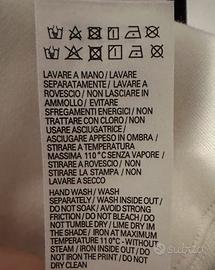 LAVARE A MANO/ LAVARE
SEPARATAMENTE/ LAVARE A
ROVESCIO/ NON LASCIARE IN
AMMOLLO/ EVITARE
SFREGAMENTI ENERGICI/ NON
TRATTARE CON CLORO/ NON
USARE ASCIUGATRICE/
ASCIUGARE APPESO IN OMBRA/
STIRARE A TEMPERATURA
MASSIMA 110°C SENZA VAPORE/
STIRARE A ROVESCIO/ NON
STIRARE LA STAMPA/ NON
LAVARE A SECCO
HAND WASH/ WASH
SEPARATELY/ WASH INSIDE OUT/
DO NOT SOAK/ AVOID STRONG
FRICTION/ DO NOT BLEACH/ DO
NOT TUMBLE DRY/ DRY IM
THE SHADE/ IRON AT MAXIMUM
TEMPERATURE 110°C -WITHOUT
STEAM/ IRON INSIDE OUT/ DO
NOT IRON THE PRINT/ DO NOT
DRY CLEAN
subito